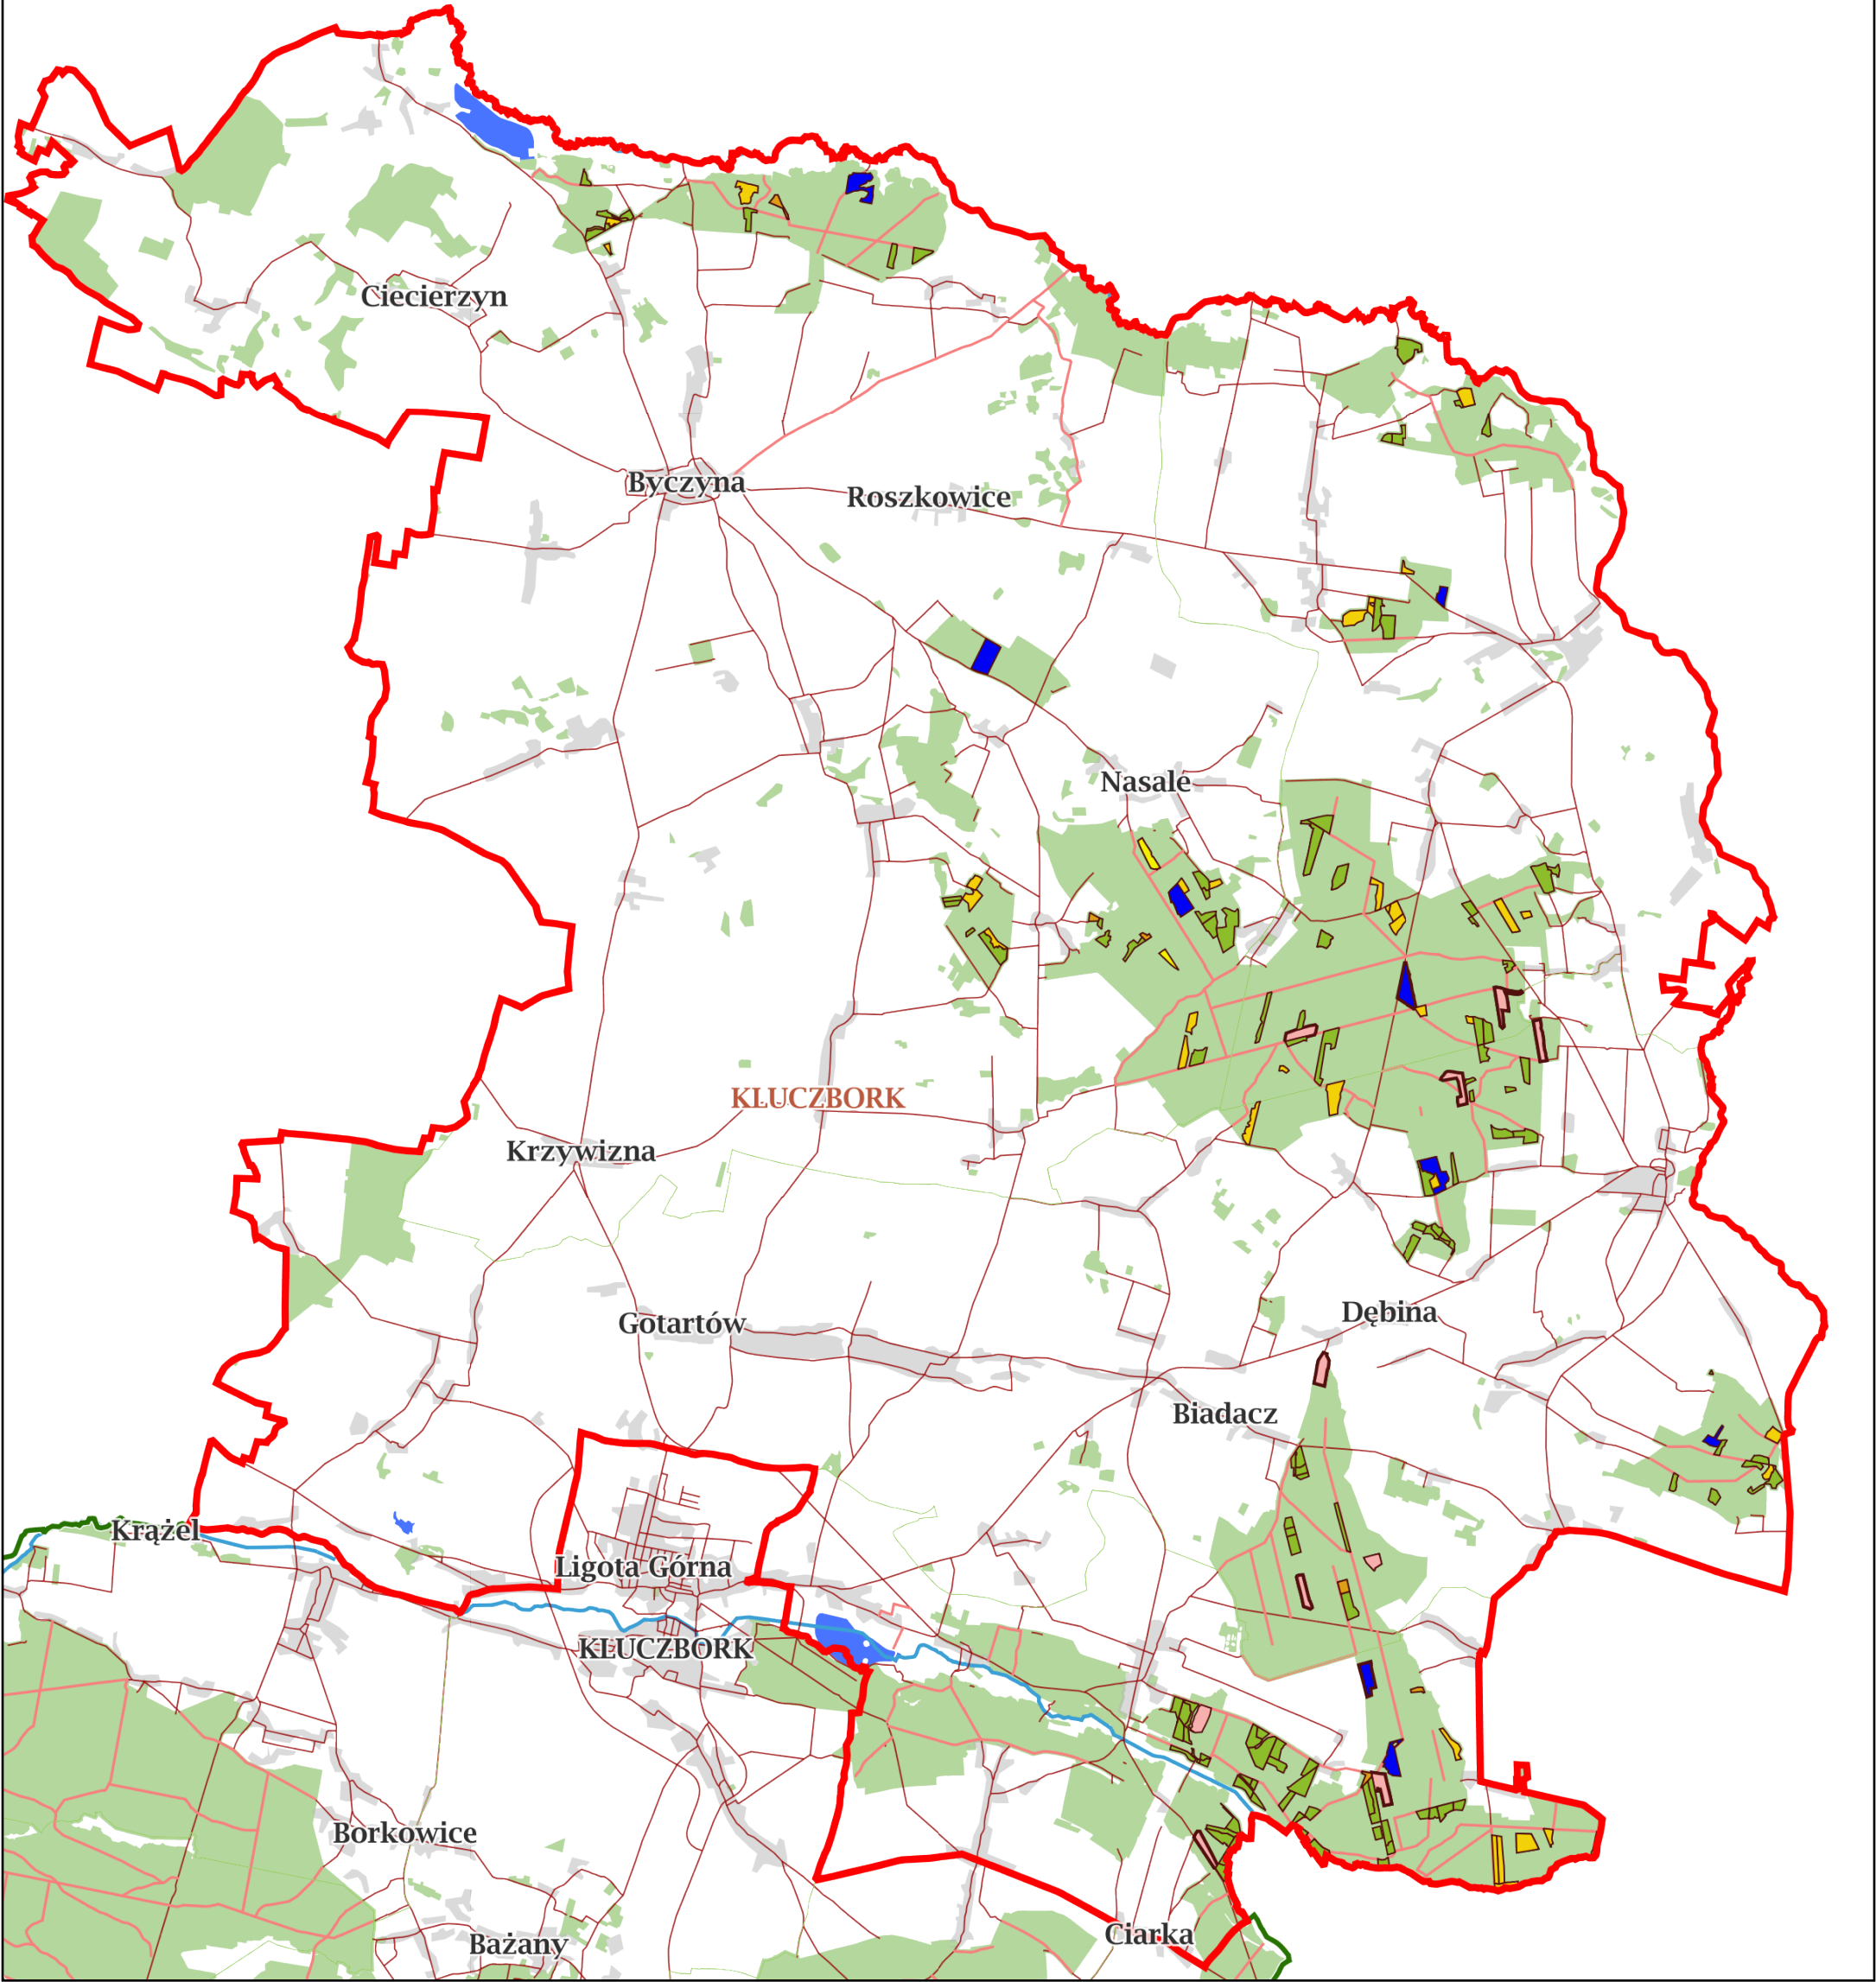 Ciecierzyn
Byczyna
Roszkowice
Nasale
KLUCZBORK
Krzywizna
Dębina
Gotartów
Biadacz
Krążel
Ligota Górna
KLUCZBORK
Borkowice
Ciarka
Bażany